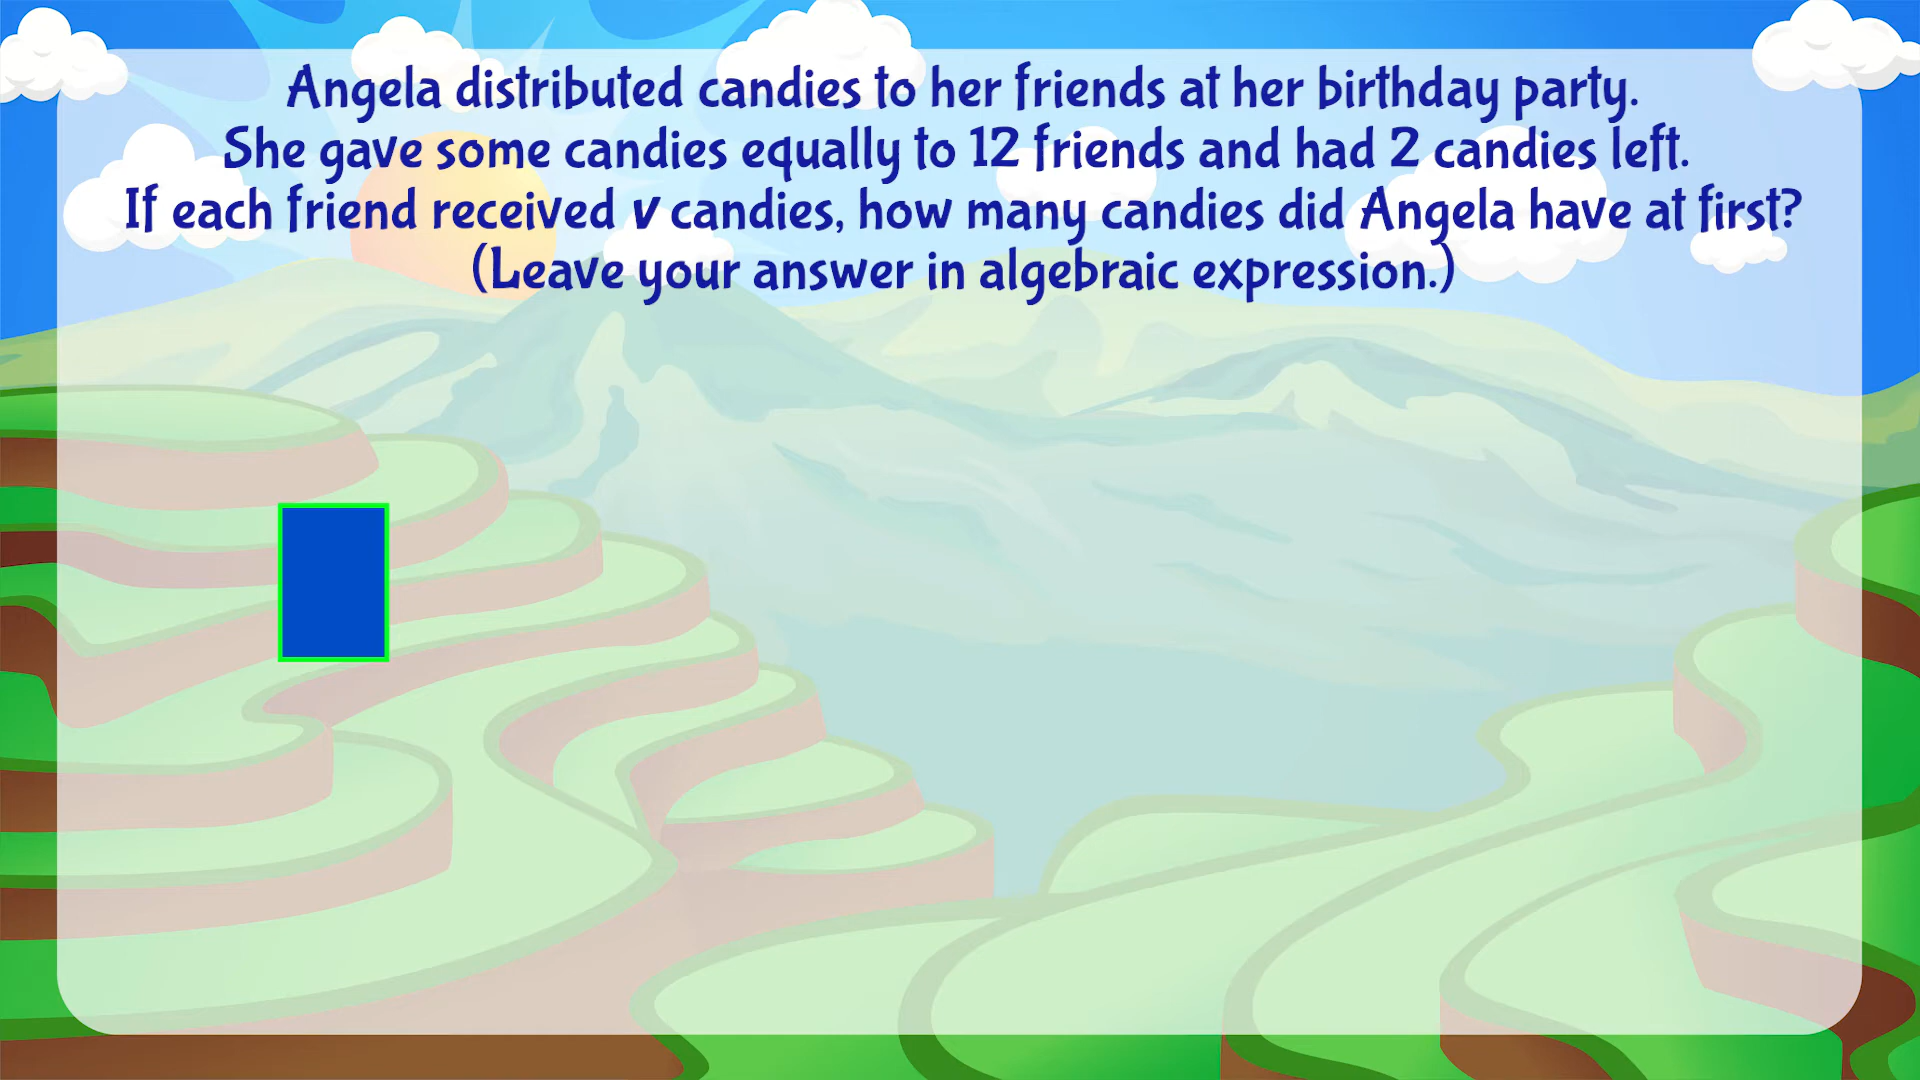 Angela distributed candies to her friends at her birthday party.
She gave some candies equally to 12 friends and had 2 candies left.
If each friend received v candies, how many candies did Angela have at first?
(Leave your answer in algebraic expression.)